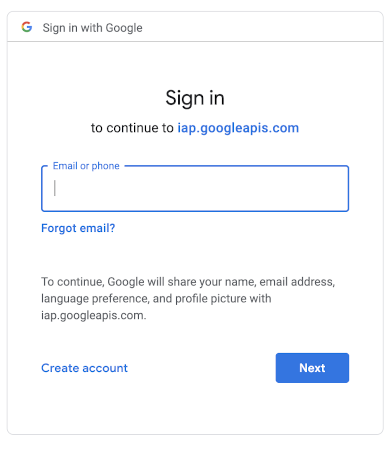 Sign in with Google
Sign in
to continue to iap.googleapis.com
Email or phone
Forgot email?
To continue, Google will share your name, email address,
language preference, and profile picture with
iap.googleapis.com.
Create account
Next